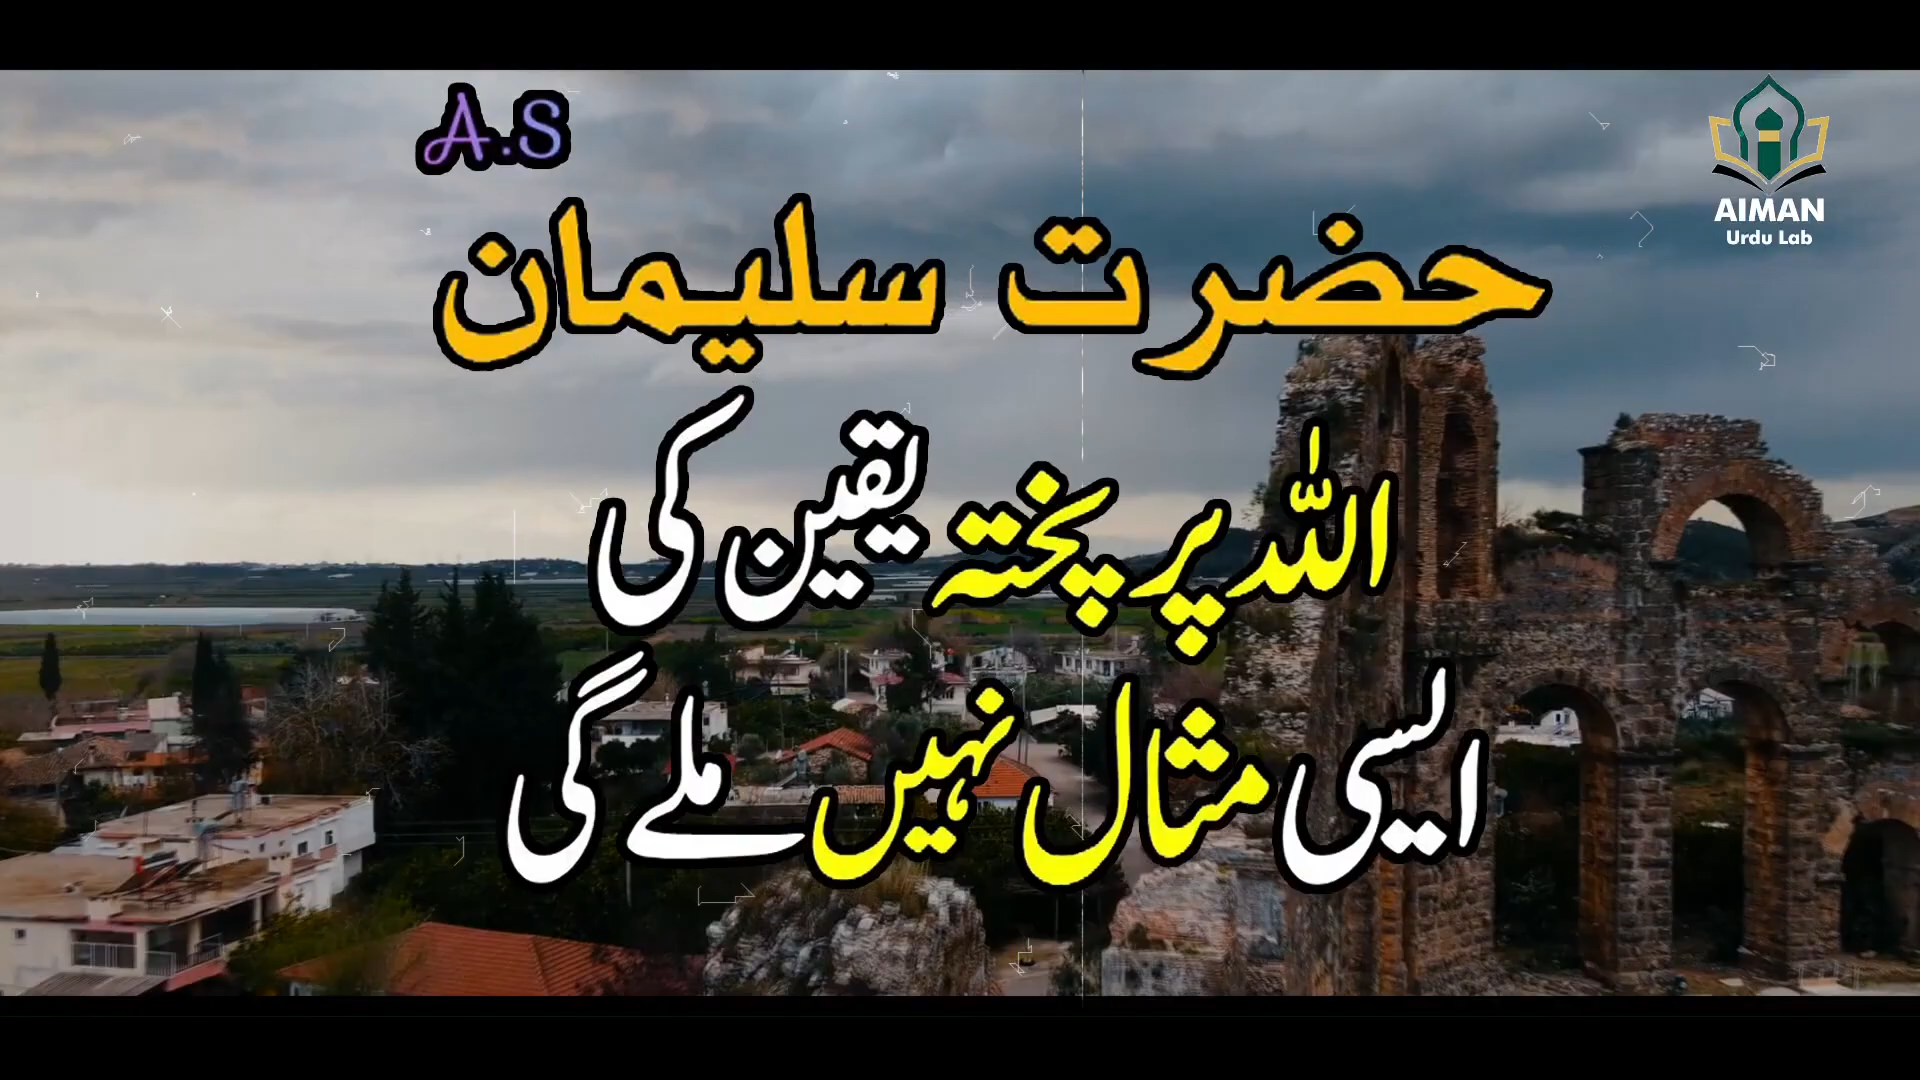 A.S
حضرت سلیمان
اللہ پر پختہ یقین کی
ایسی مثال نہیں ملے گی
AIMAN
Urdu Lab